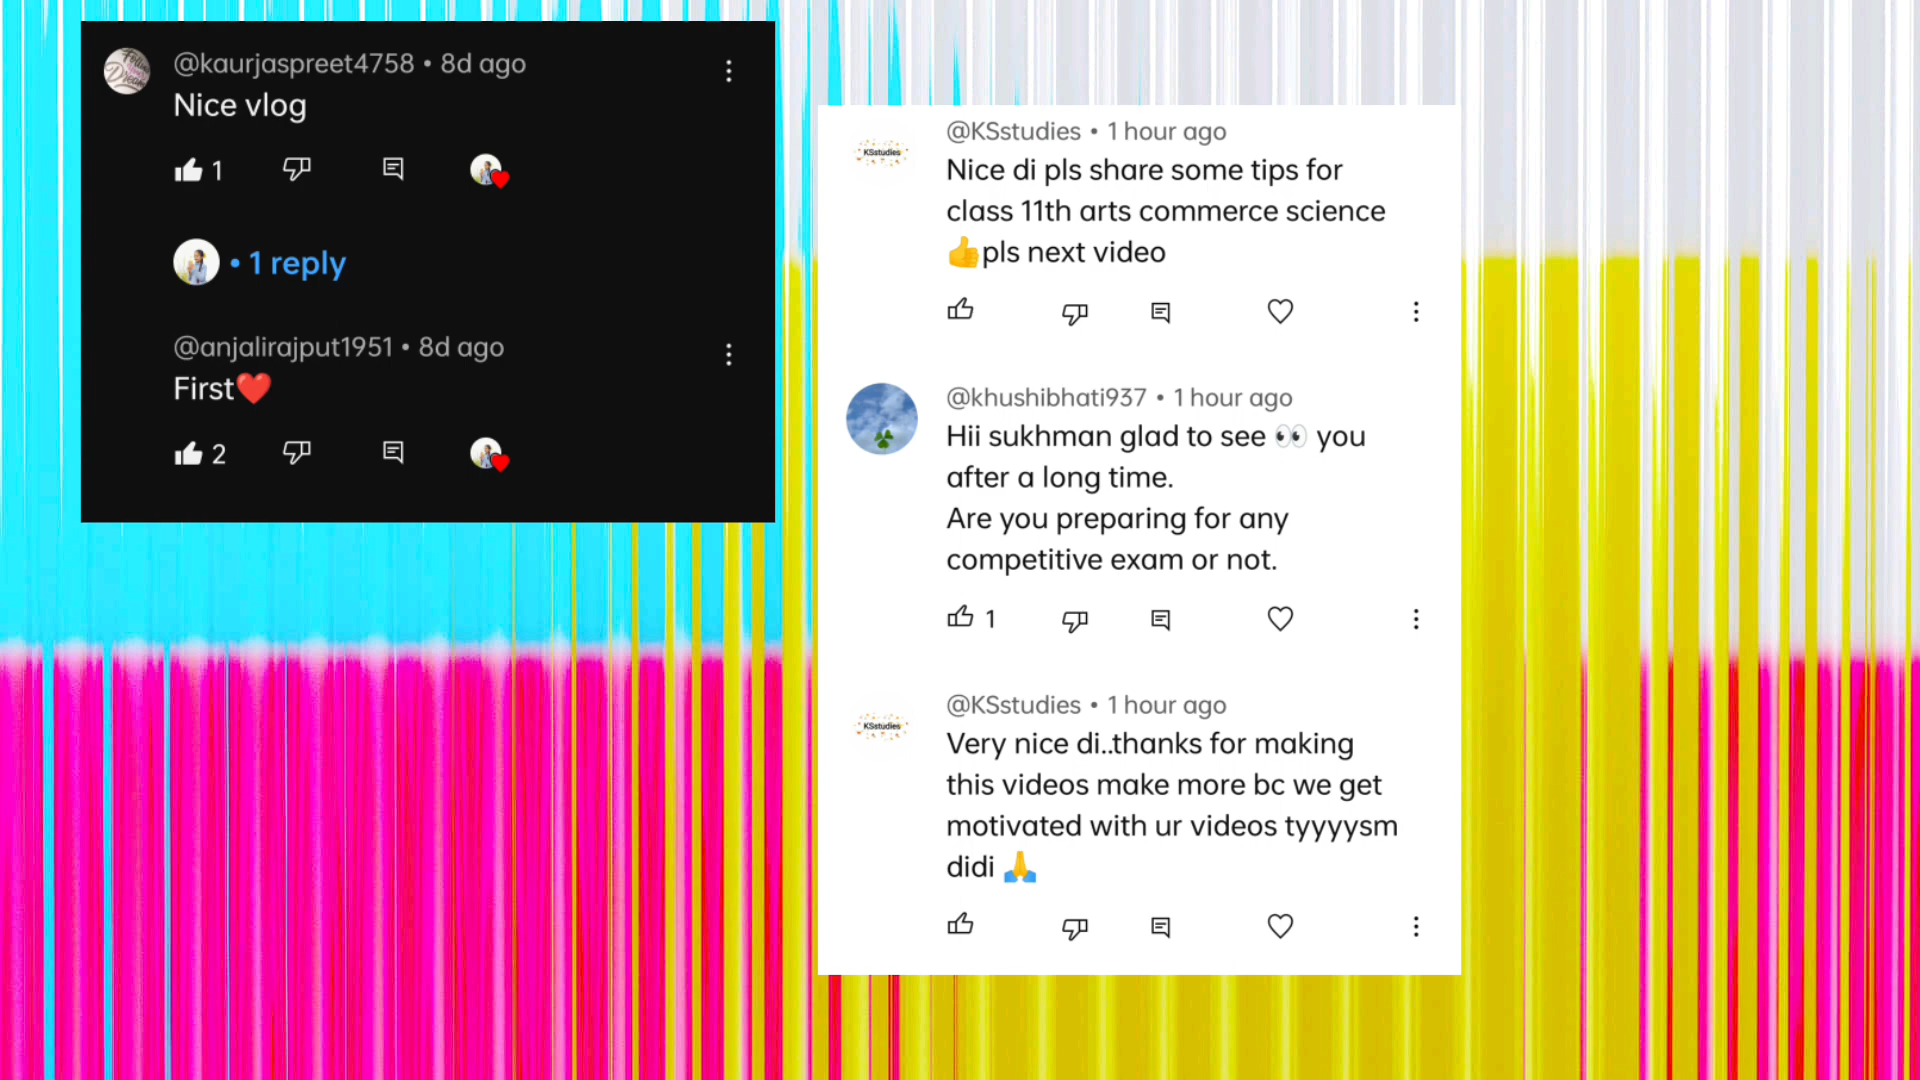 @kaurjaspreet4758 • 8d ago
Nice vlog
1
• 1 reply
@anjalirajput1951 • 8d ago
First❤️
2
KSstudies
@KSstudies • 1 hour ago
Nice di pls share some tips for
class 11th arts commerce science
👍pls next video
@khushibhati937 • 1 hour ago
Hii sukhman glad to see 👀 you
after a long time.
Are you preparing for any
competitive exam or not.
1
KSstudies
@KSstudies • 1 hour ago
Very nice di..thanks for making
this videos make more bc we get
motivated with ur videos tyyyysm
didi 🙏